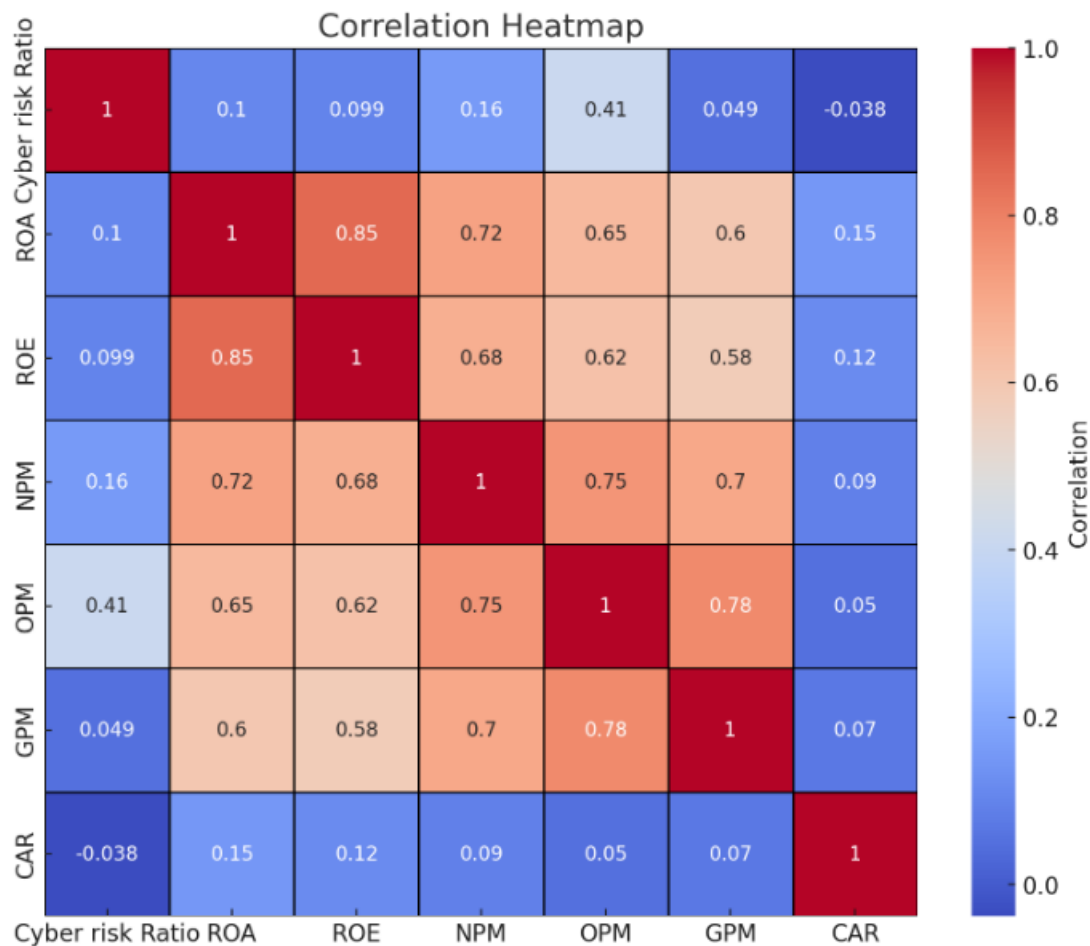 Correlation Heatmap
Cyber risk Ratio 1 0.1 0.099 0.16 0.41 0.049 -0.038
ROA 0.1 1 0.85 0.72 0.65 0.6 0.15
ROE 0.099 0.85 1 0.68 0.62 0.58 0.12
NPM 0.16 0.72 0.68 1 0.75 0.7 0.09
OPM 0.41 0.65 0.62 0.75 1 0.78 0.05
GPM 0.049 0.6 0.58 0.7 0.78 1 0.07
CAR -0.038 0.15 0.12 0.09 0.05 0.07 1
Cyber risk Ratio ROA ROE NPM OPM GPM CAR
1.0
0.8
0.6
0.4
0.2
0.0
Correlation